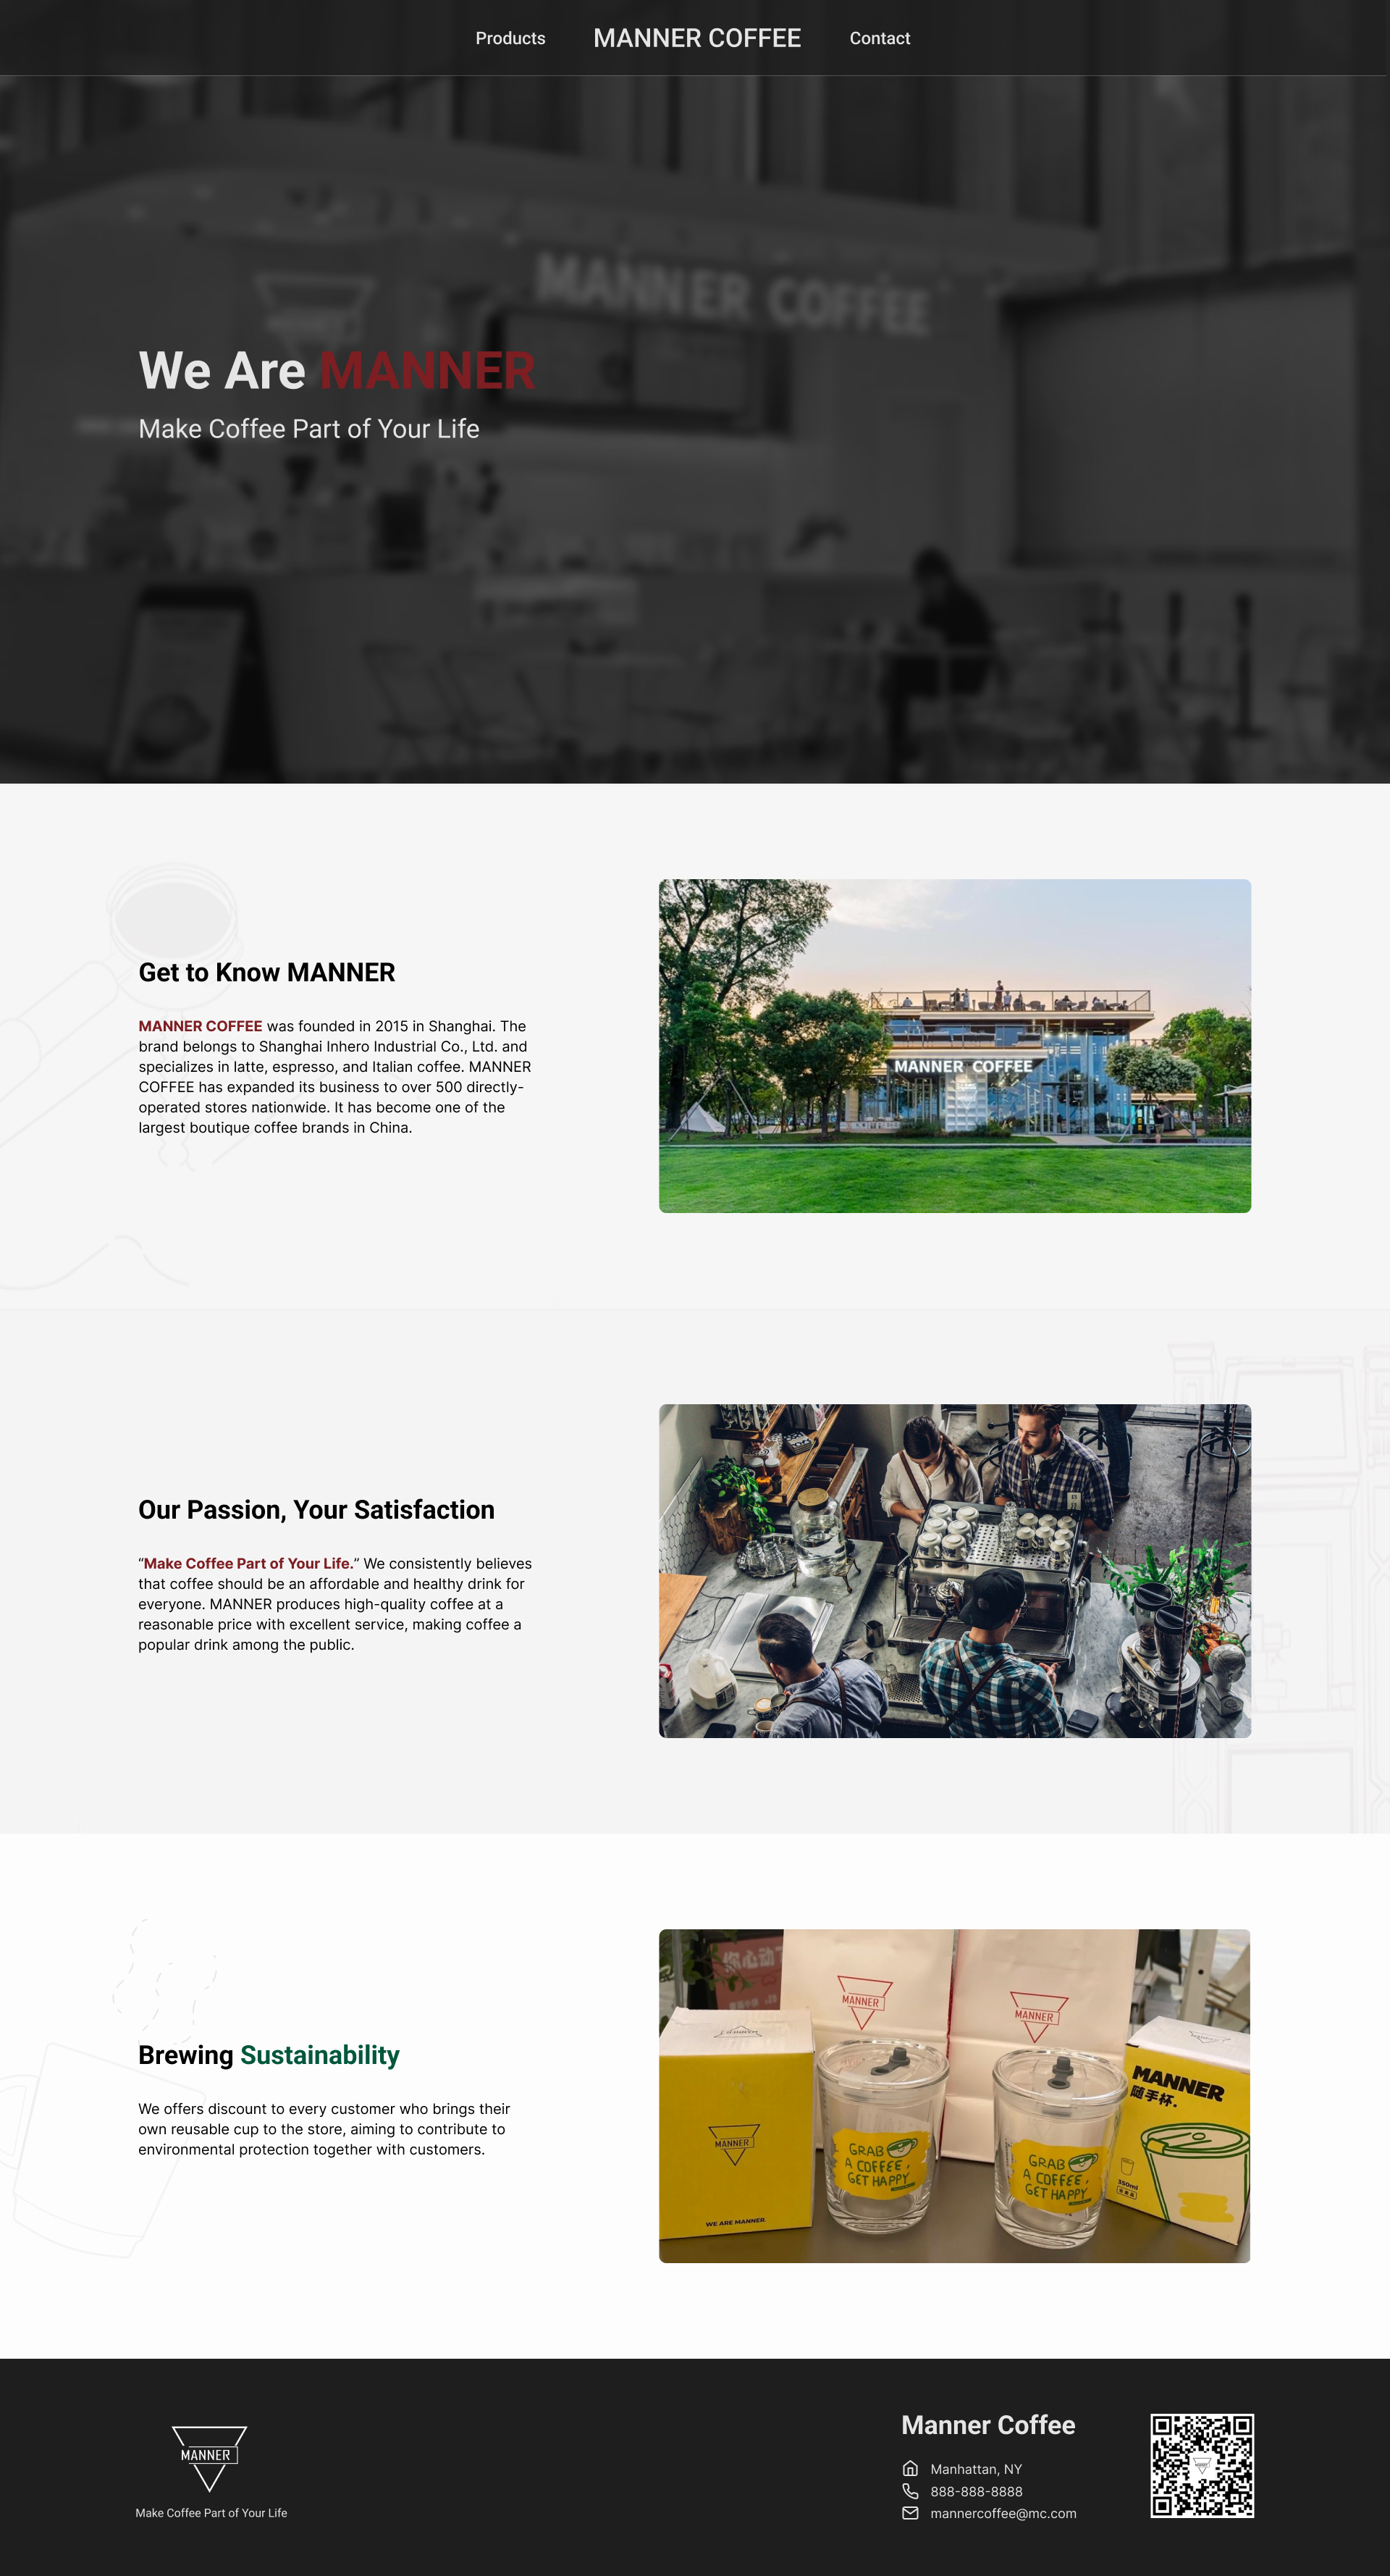 Products
MANNER COFFEE
Contact
MANNER COFFEE
We Are MANNER
Make Coffee Part of Your Life
Get to Know MANNER
MANNER COFFEE was founded in 2015 in Shanghai. The
brand belongs to Shanghai Inhero Industrial Co., Ltd. and
specializes in latte, espresso, and Italian coffee. MANNER
COFFEE has expanded its business to over 500 directly-
operated stores nationwide. It has become one of the
largest boutique coffee brands in China.
MANNER COFFEE
Our Passion, Your Satisfaction
“Make Coffee Part of Your Life.” We consistently believes
that coffee should be an affordable and healthy drink for
everyone. MANNER produces high-quality coffee at a
reasonable price with excellent service, making coffee a
popular drink among the public.
Brewing Sustainability
We offers discount to every customer who brings their
own reusable cup to the store, aiming to contribute to
environmental protection together with customers.
你心动了
MANNER
MANNER
MANNER
WE ARE MANNER.
GRAB
A COFFEE,
GET HAPPY
GRAB
A COFFEE,
GET HAPPY
MANNER
随手杯.
350ml
MANNER
Make Coffee Part of Your Life
Manner Coffee
Manhattan, NY
888-888-8888
mannercoffee@mc.com